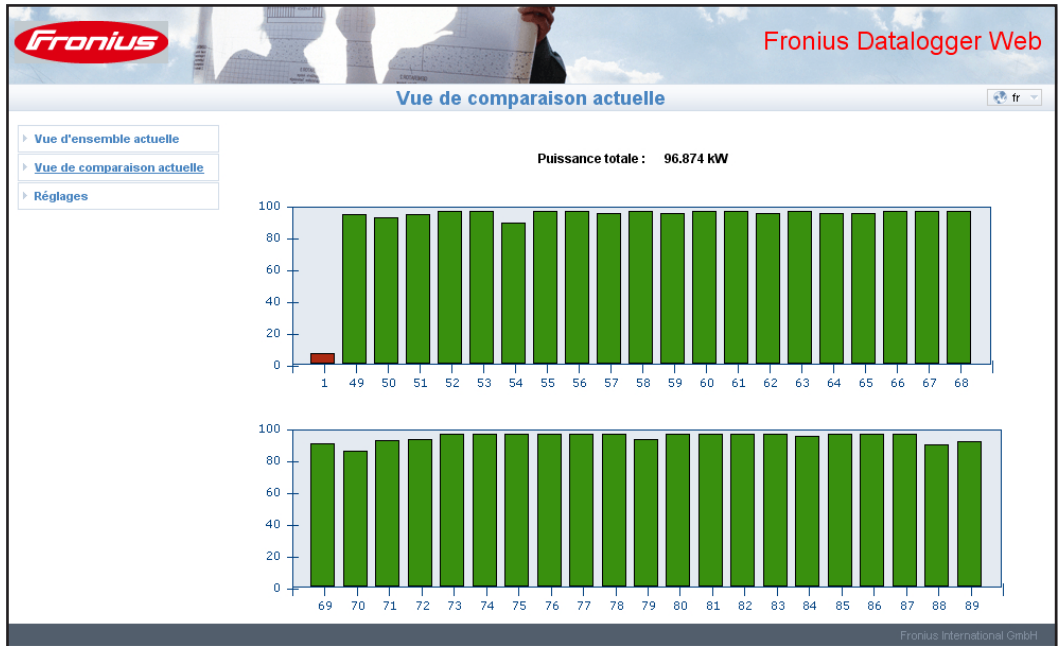 Fronius
Fronius Datalogger Web
Vue de comparaison actuelle
fr
Vue d'ensemble actuelle
Vue de comparaison actuelle
Réglages
Puissance totale : 96.874 kW
100
80
60
40
20
0
1 49 50 51 52 53 54 55 56 57 58 59 60 61 62 63 64 65 66 67 68
100
80
60
40
20
0
69 70 71 72 73 74 75 76 77 78 79 80 81 82 83 84 85 86 87 88 89
Fronius International GmbH